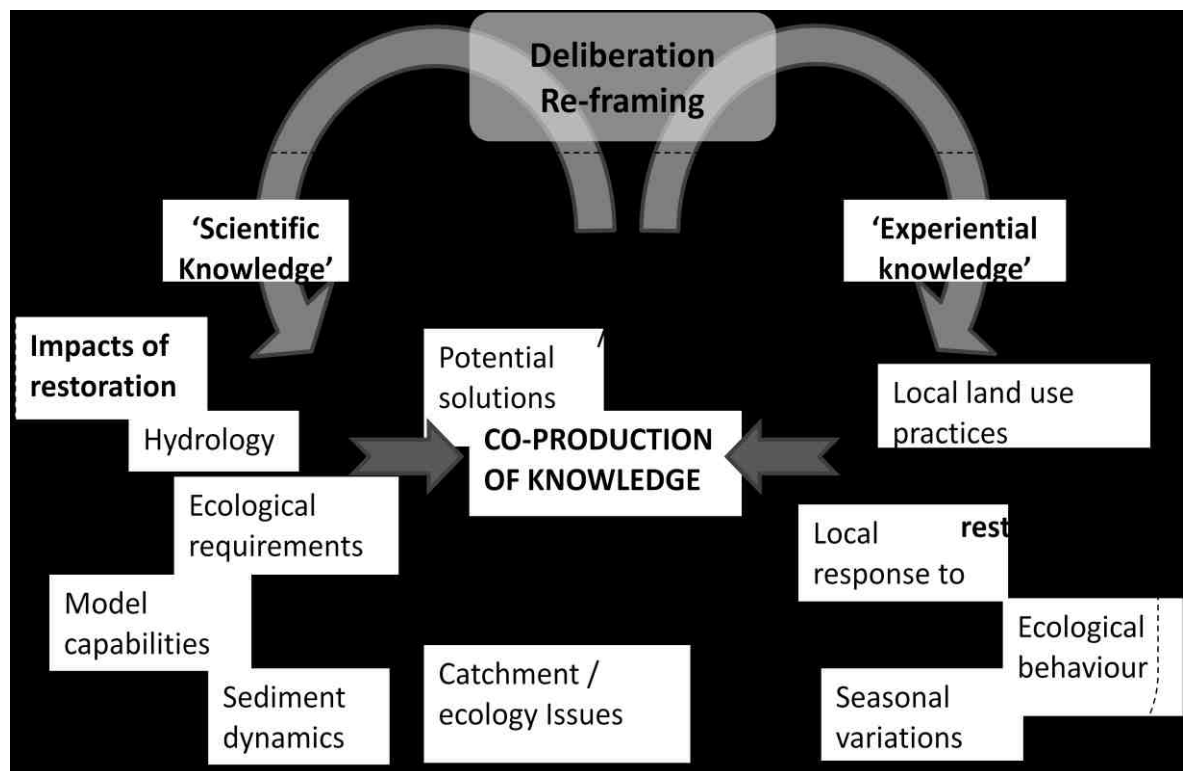 Deliberation
Re-framing
‘Scientific
Knowledge’
‘Experiential
knowledge’
Impacts of
restoration
Hydrology
Ecological
requirements
Model
capabilities
Sediment
dynamics
Potential /
solutions
CO-PRODUCTION
OF KNOWLEDGE
Catchment /
ecology Issues
Local land use
practices
Local
response to
rest
Ecological
behaviour
Seasonal
variations